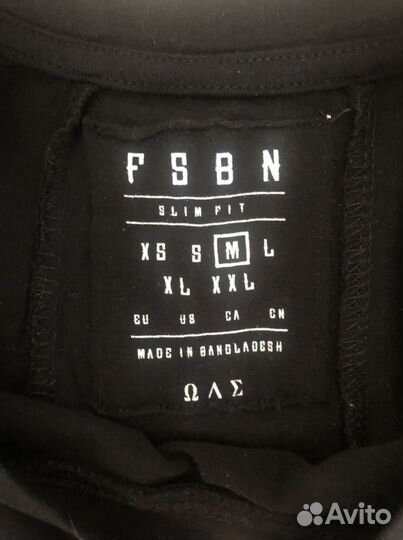 FSBN
SLIM FIT
XS S M L
XL XXL
EU US CA CN
MADE IN BANGLADESH
ΩΛΣ
Avito